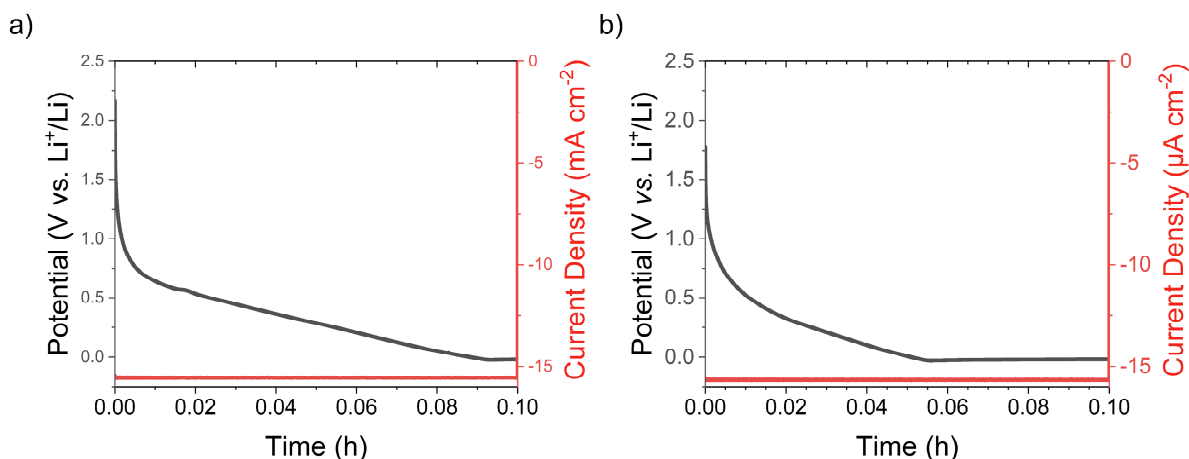 a)
b)
2.5
2.0
1.5
1.0
0.5
0.0
Potential (V vs. Li⁺/Li)
0.00 0.02 0.04 0.06 0.08 0.10
Time (h)
0
-5
-10
-15
Current Density (mA cm⁻²)
2.5
2.0
1.5
1.0
0.5
0.0
Potential (V vs. Li⁺/Li)
0.00 0.02 0.04 0.06 0.08 0.10
Time (h)
0
-5
-10
-15
Current Density (µA cm⁻²)